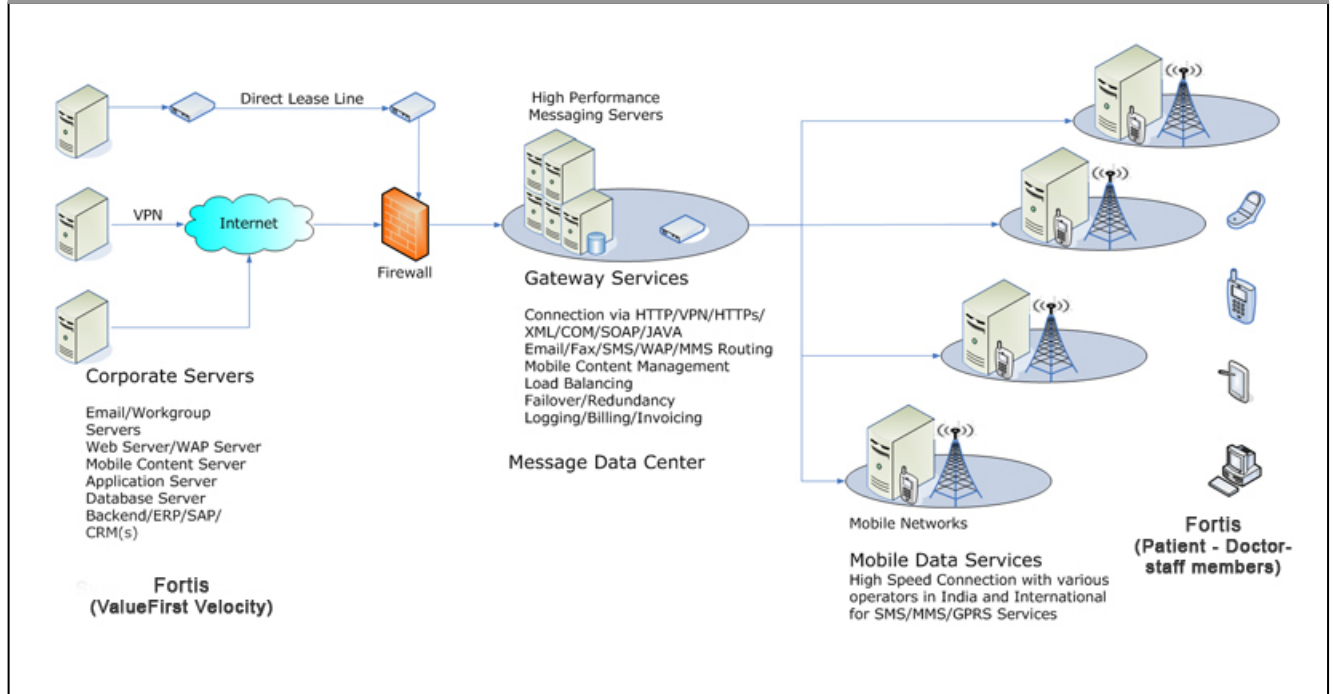 Direct Lease Line
VPN
Internet
Firewall
High Performance
Messaging Servers
Corporate Servers
Email/Workgroup
Servers
Web Server/WAP Server
Mobile Content Server
Application Server
Database Server
Backend/ERP/SAP/
CRM(s)
Fortis
(ValueFirst Velocity)
Gateway Services
Connection via HTTP/VPN/HTTPs/
XML/COM/SOAP/JAVA
Email/Fax/SMS/WAP/MMS Routing
Mobile Content Management
Load Balancing
Failover/Redundancy
Logging/Billing/Invoicing
Message Data Center
Mobile Networks
Mobile Data Services
High Speed Connection with various
operators in India and International
for SMS/MMS/GPRS Services
Fortis
(Patient - Doctor-
staff members)